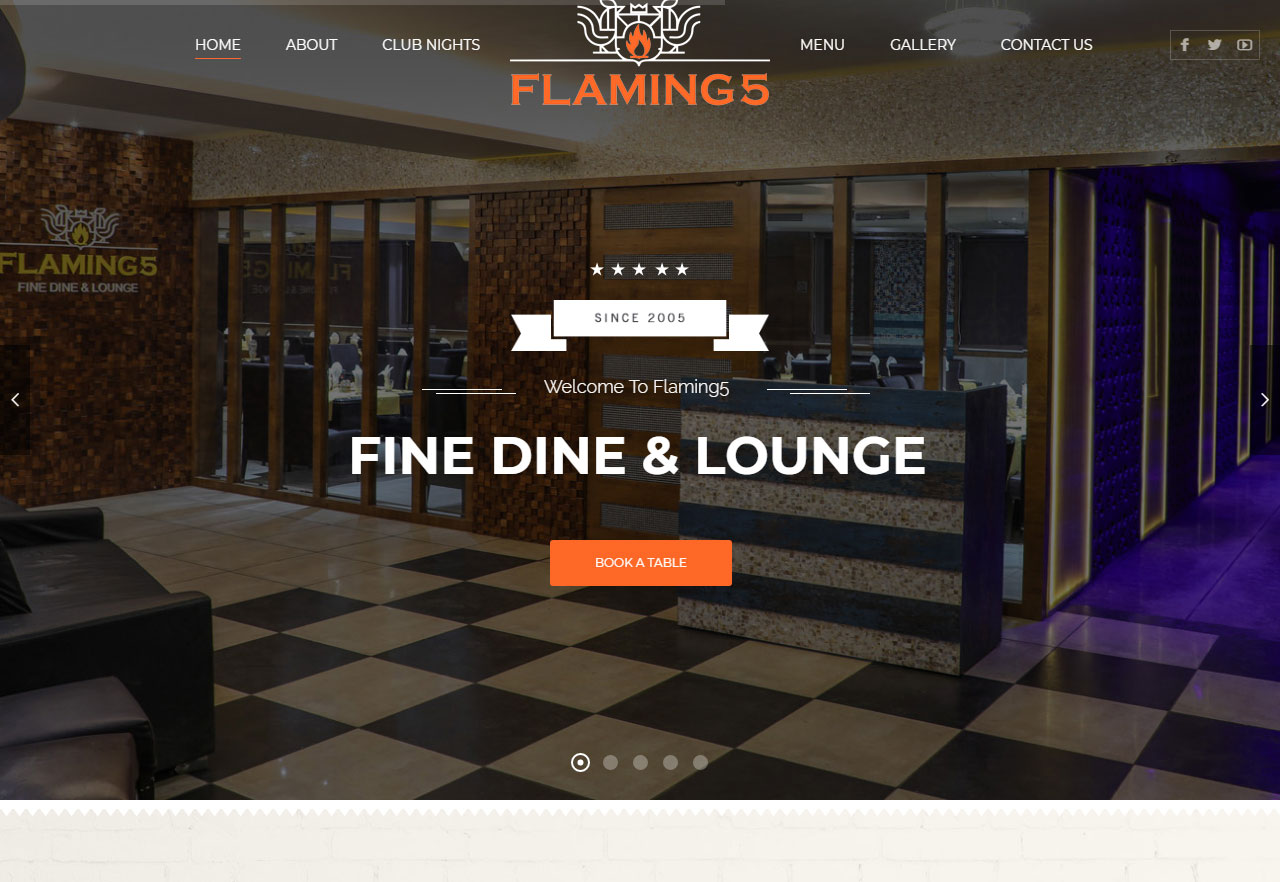 HOME ABOUT CLUB NIGHTS MENU GALLERY CONTACT US
FLAMING5
FLAMING5
FINE DINE & LOUNGE
SINCE 2005
Welcome To Flaming5
FINE DINE & LOUNGE
BOOK A TABLE